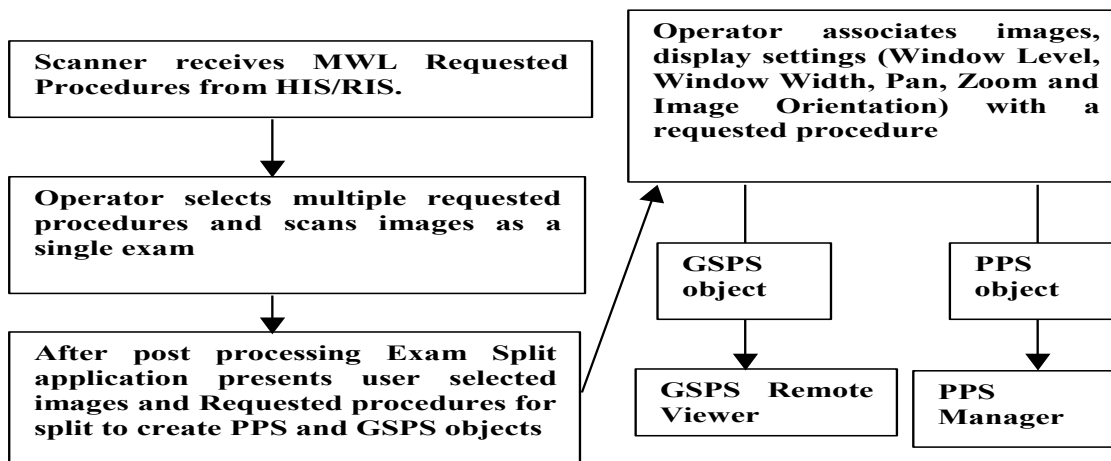 Scanner receives MWL Requested
Procedures from HIS/RIS.
Operator selects multiple requested
procedures and scans images as a
single exam
After post processing Exam Split
application presents user selected
images and Requested procedures for
split to create PPS and GSPS objects
Operator associates images,
display settings (Window Level,
Window Width, Pan, Zoom and
Image Orientation) with a
requested procedure
GSPS
object
PPS
object
GSPS Remote
Viewer
PPS
Manager